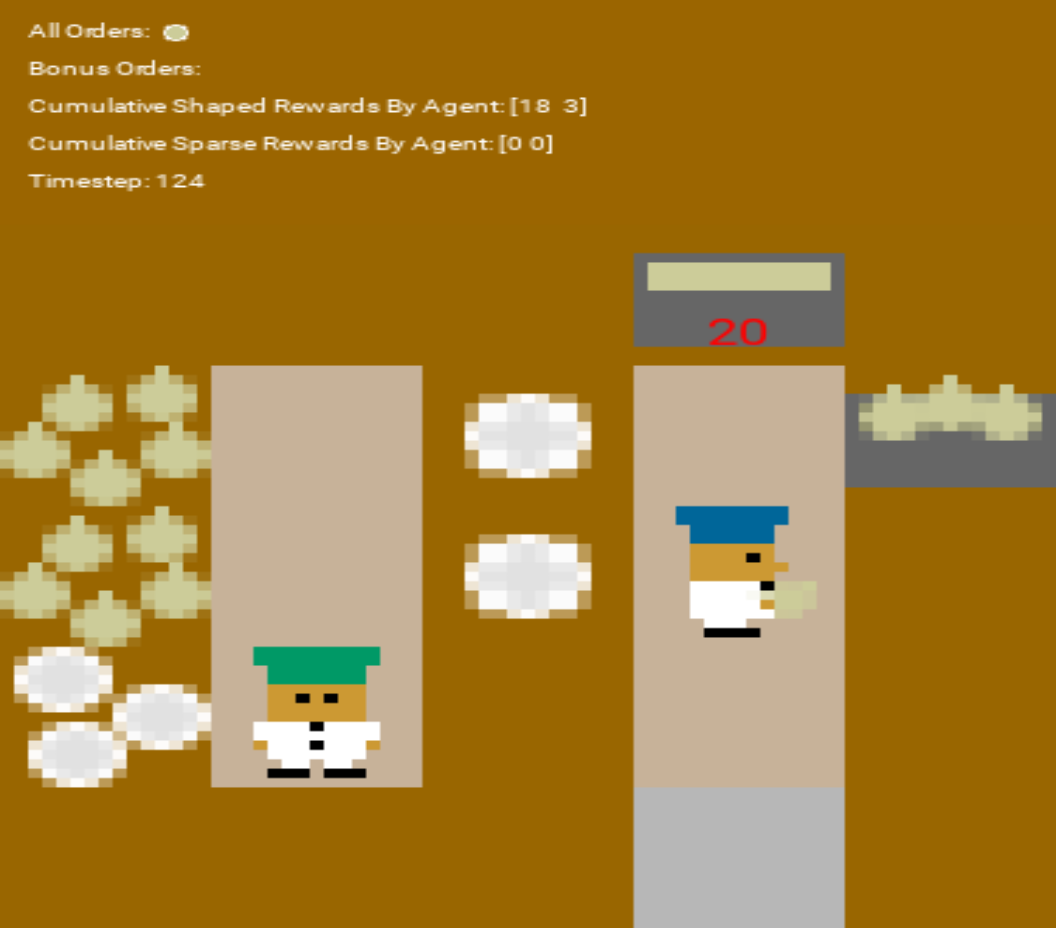 All Orders:
Bonus Orders:
Cumulative Shaped Rewards By Agent: [18 3]
Cumulative Sparse Rewards By Agent: [0 0]
Timestep: 124
20